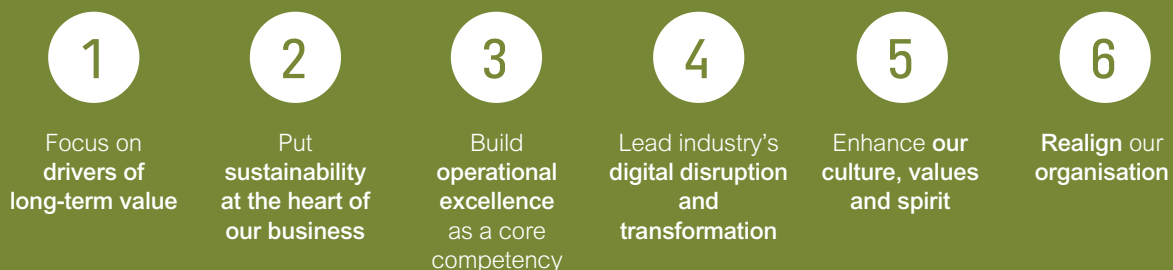 1
Focus on
drivers of
long-term value
2
Put
sustainability
at the heart of
our business
3
Build
operational
excellence
as a core
competency
4
Lead industry's
digital disruption
and
transformation
5
Enhance our
culture, values
and spirit
6
Realign our
organisation